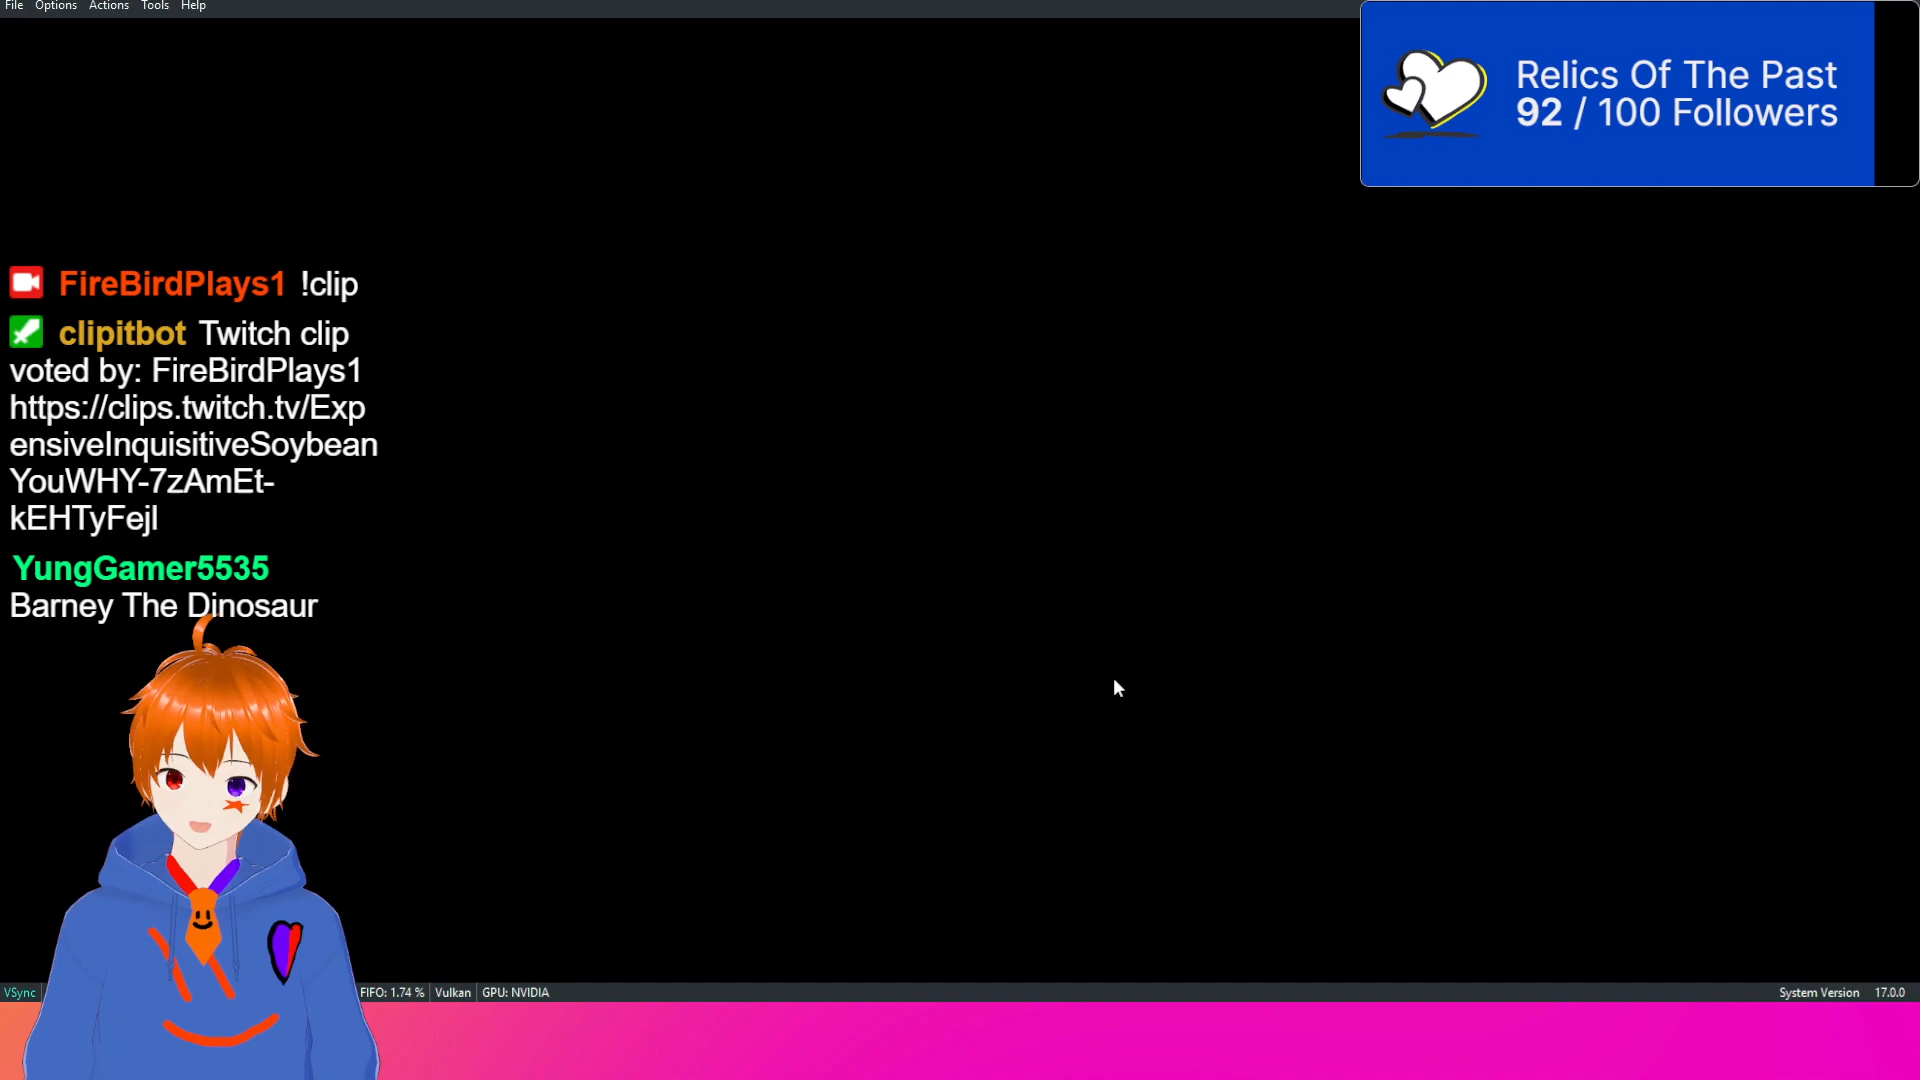 File Options Actions Tools Help
Relics Of The Past
92 / 100 Followers
FireBirdPlays1 !clip
clipitbot Twitch clip
voted by: FireBirdPlays1
https://clips.twitch.tv/Exp
ensiveInquisitiveSoybean
YouWHY-7zAmEt-
kEHTyFejl
YungGamer5535
Barney The Dinosaur
VSync FIFO: 1.74 % Vulkan GPU: NVIDIA System Version 17.0.0